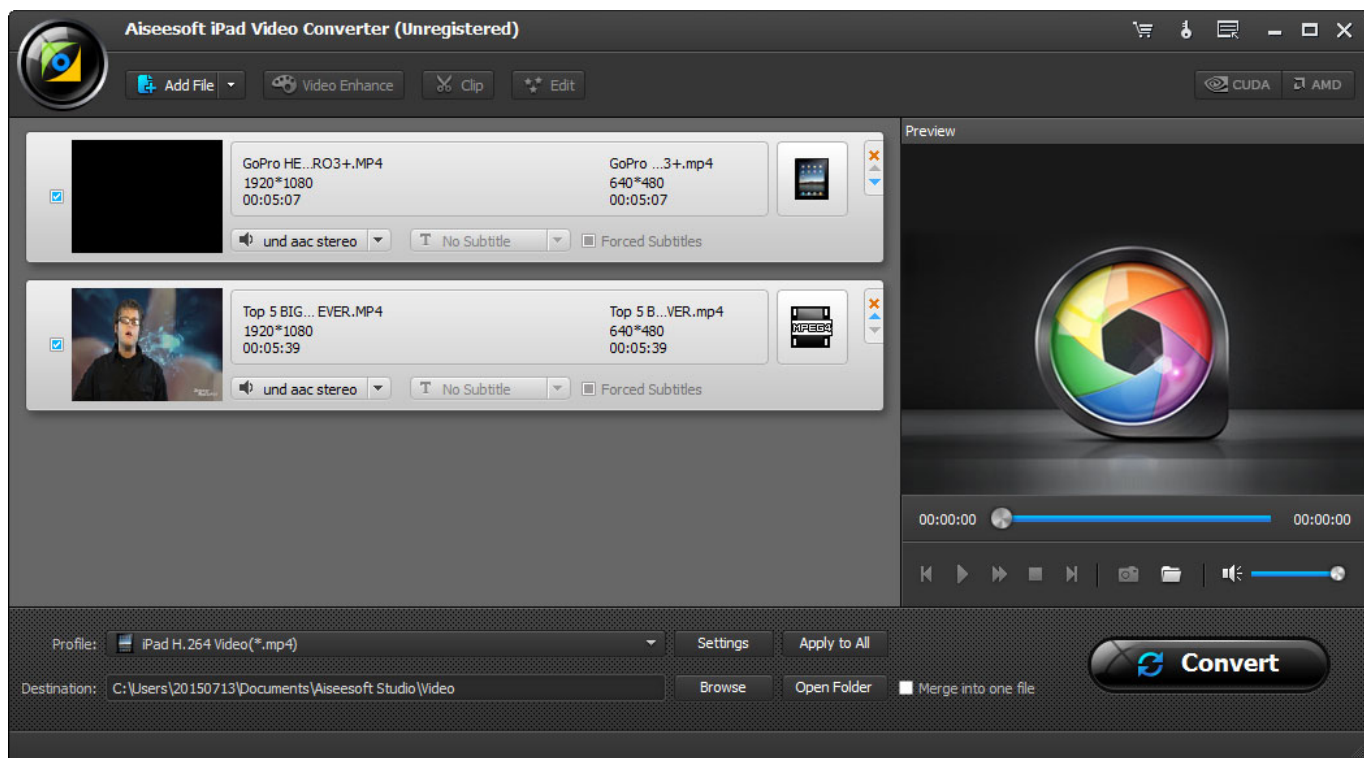 Aiseesoft iPad Video Converter (Unregistered)
Add File
Video Enhance
Clip
Edit
CUDA
AMD
GoPro HE...RO3+.MP4
1920*1080
00:05:07
GoPro ...3+.mp4
640*480
00:05:07
und aac stereo
T No Subtitle
Forced Subtitles
Top 5 BIG... EVER.MP4
1920*1080
00:05:39
Top 5 B...VER.mp4
640*480
00:05:39
MPEG4
und aac stereo
T No Subtitle
Forced Subtitles
Preview
00:00:00
00:00:00
Profile:
iPad H.264 Video(*.mp4)
Settings
Apply to All
Destination:
C:\Users\20150713\Documents\Aiseesoft Studio\Video
Browse
Open Folder
Merge into one file
Convert